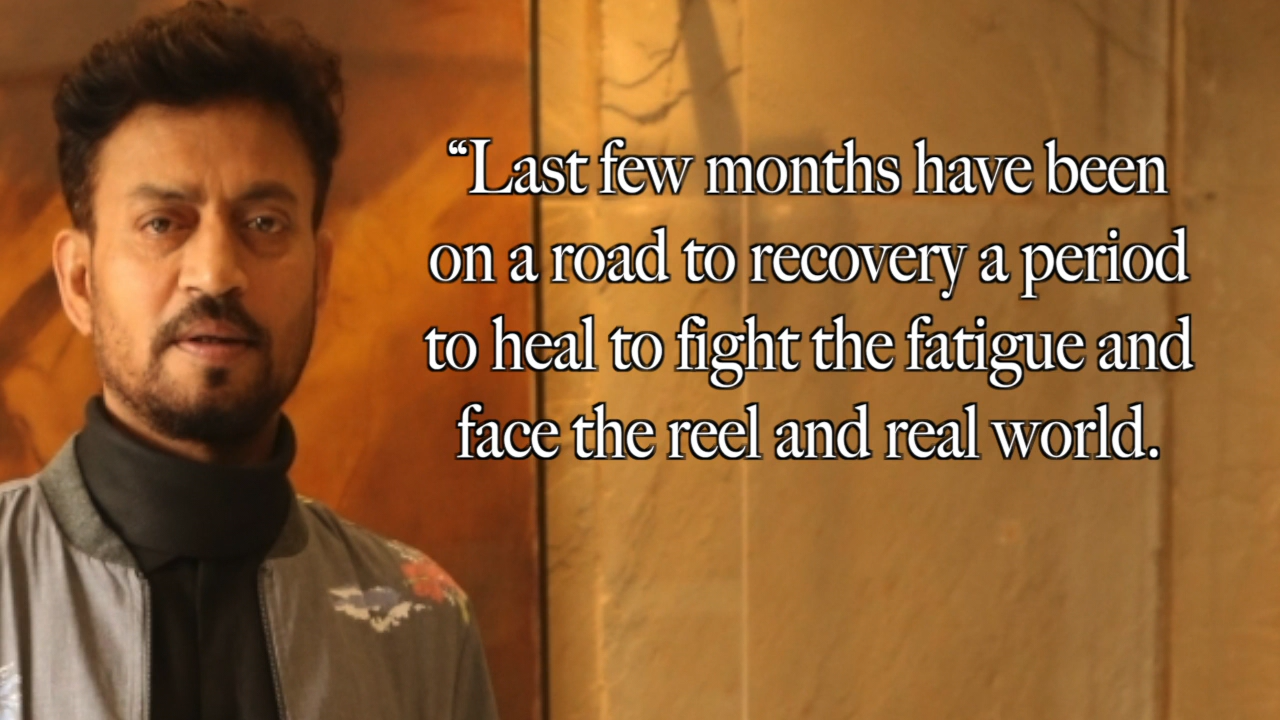 “Last few months have been
on a road to recovery a period
to heal to fight the fatigue and
face the reel and real world.